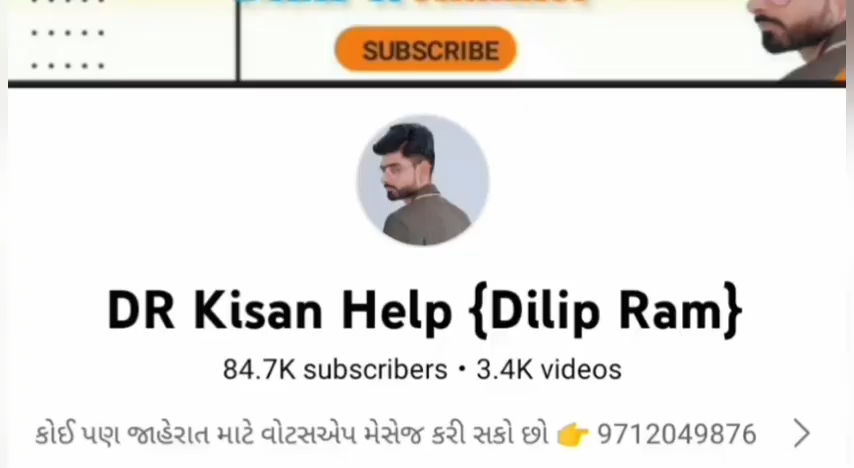 SUBSCRIBE
DR Kisan Help {Dilip Ram}
84.7K subscribers • 3.4K videos
કોઈ પણ જાહેરાત માટે વોટસએપ મેસેજ કરી સકો છો 👉 9712049876